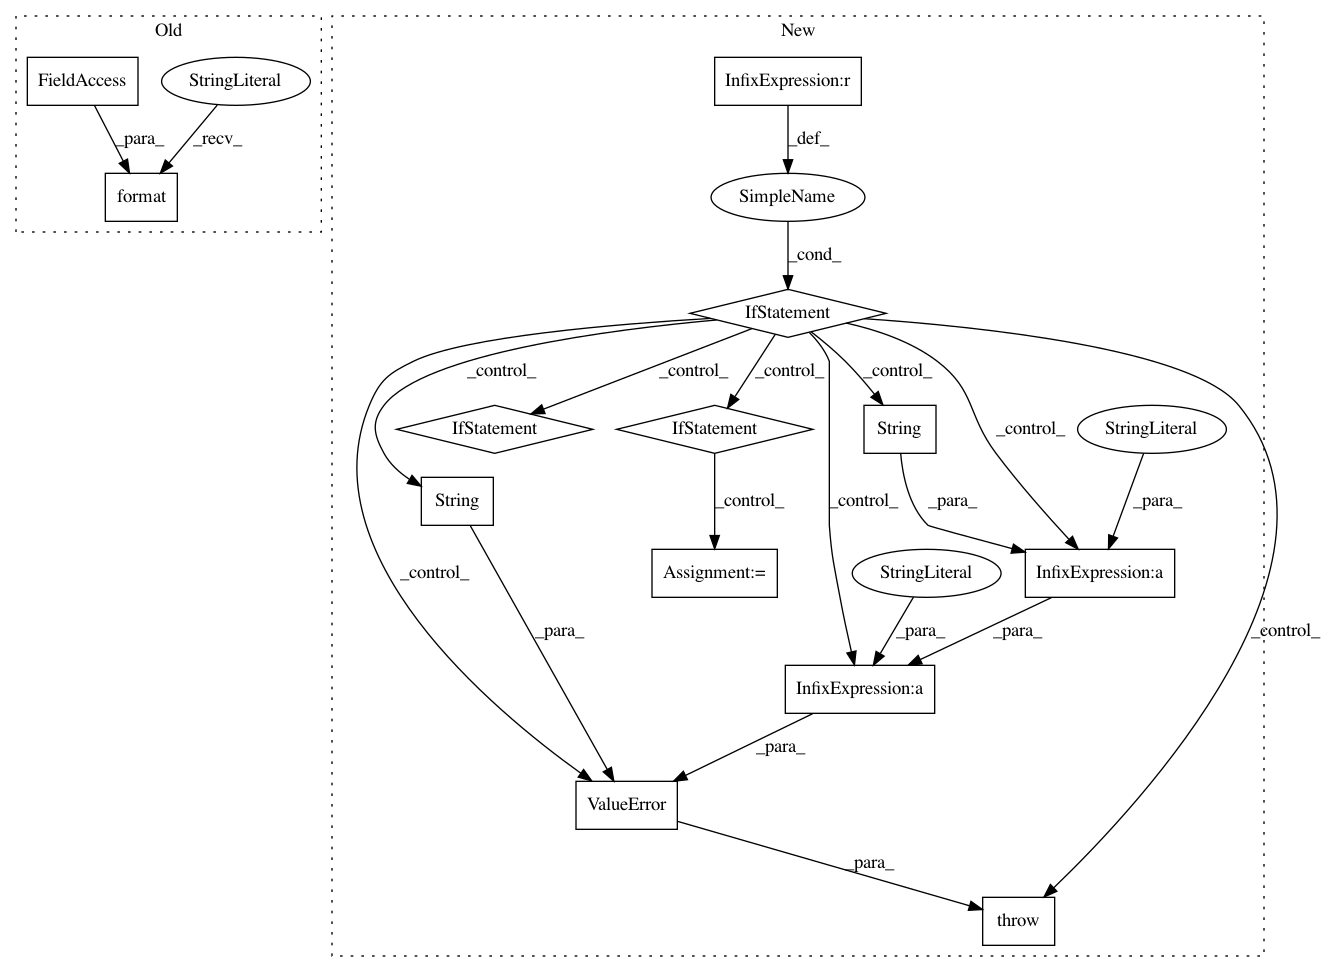 Old
New
FieldAccess
StringLiteral
InfixExpression:r
_para_
_recv_
_def_
format
SimpleName
_cond_
IfStatement
_control_
_control_
_control_
_control_
IfStatement
IfStatement
String
_control_
StringLiteral
String
_control_
_control_
_para_
_para_
_control_
Assignment:=
StringLiteral
InfixExpression:a
_para_
_para_
_para_
_control_
InfixExpression:a
_para_
ValueError
_para_
throw